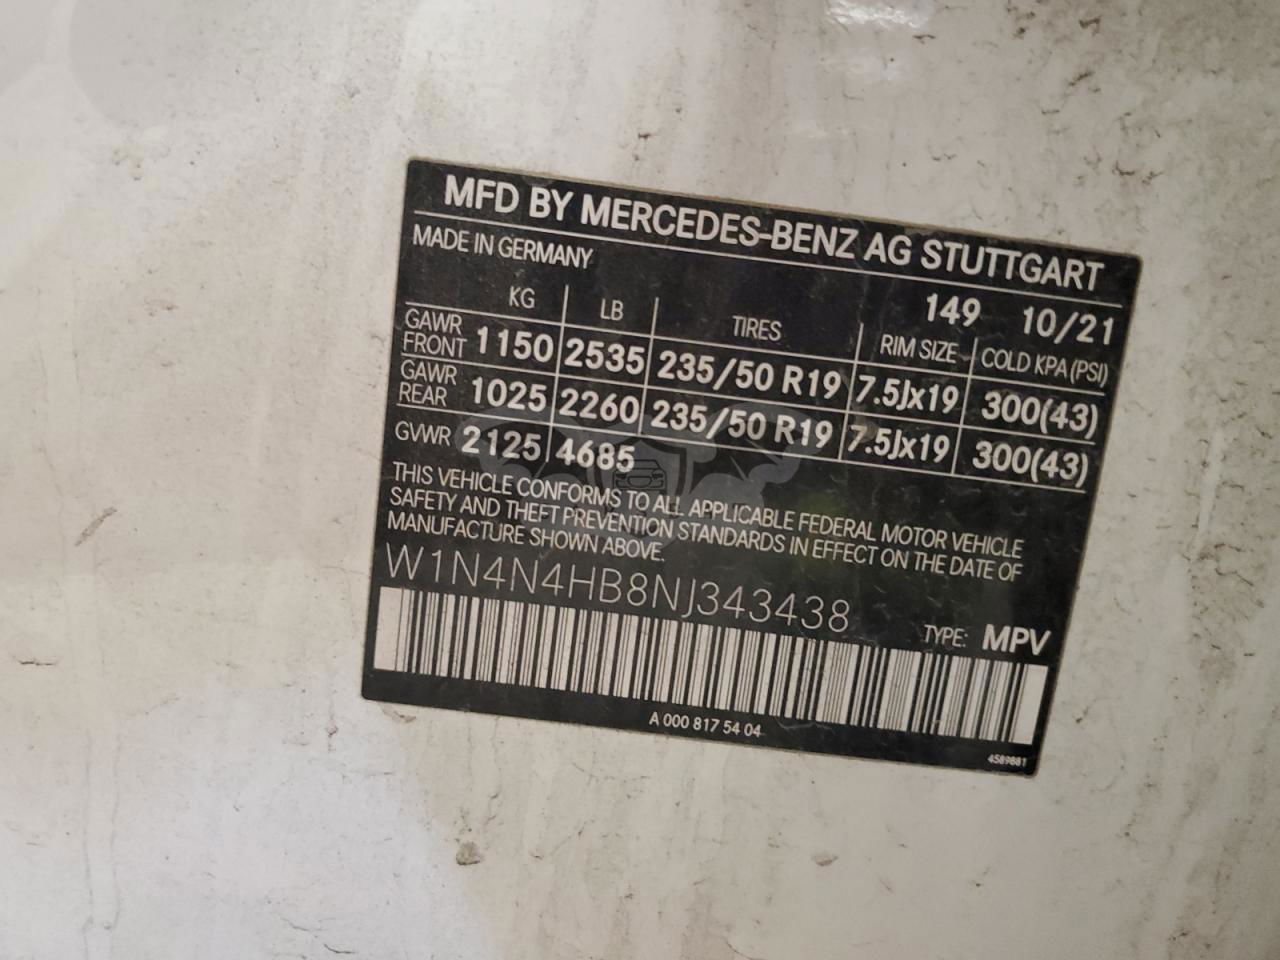 MFD BY MERCEDES-BENZ AG STUTTGART
MADE IN GERMANY
149 10/21
KG LB TIRES RIM SIZE COLD KPA (PSI)
GAWR FRONT 1150 2535 235/50 R19 7.5Jx19 300(43)
GAWR REAR 1025 2260 235/50 R19 7.5Jx19 300(43)
GVWR 2125 4685
THIS VEHICLE CONFORMS TO ALL APPLICABLE FEDERAL MOTOR VEHICLE
SAFETY AND THEFT PREVENTION STANDARDS IN EFFECT ON THE DATE OF
MANUFACTURE SHOWN ABOVE.
W1N4N4HB8NJ343438
TYPE: MPV
A 000 817 54 04
4589881